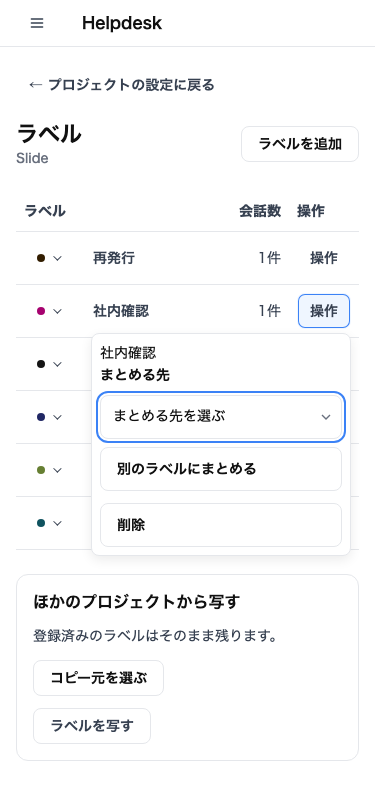 Helpdesk
← プロジェクトの設定に戻る
ラベル
Slide
ラベルを追加
ラベル 会話数 操作
再発行 1件 操作
社内確認 1件 操作
社内確認
まとめる先
まとめる先を選ぶ
別のラベルにまとめる
削除
ほかのプロジェクトから写す
登録済みのラベルはそのまま残ります。
コピー元を選ぶ
ラベルを写す